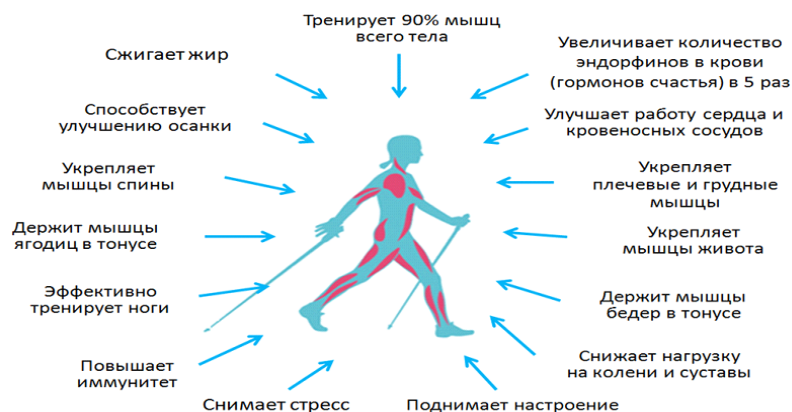 Тренирует 90% мышц
всего тела
Сжигает жир
Увеличивает количество
эндорфинов в крови
(гормонов счастья) в 5 раз
Способствует
улучшению осанки
Улучшает работу сердца и
кровеносных сосудов
Укрепляет
мышцы спины
Укрепляет
плечевые и грудные
мышцы
Держит мышцы
ягодиц в тонусе
Укрепляет
мышцы живота
Эффективно
тренирует ноги
Держит мышцы
бедер в тонусе
Повышает
иммунитет
Снижает нагрузку
на колени и суставы
Снимает стресс
Поднимает настроение